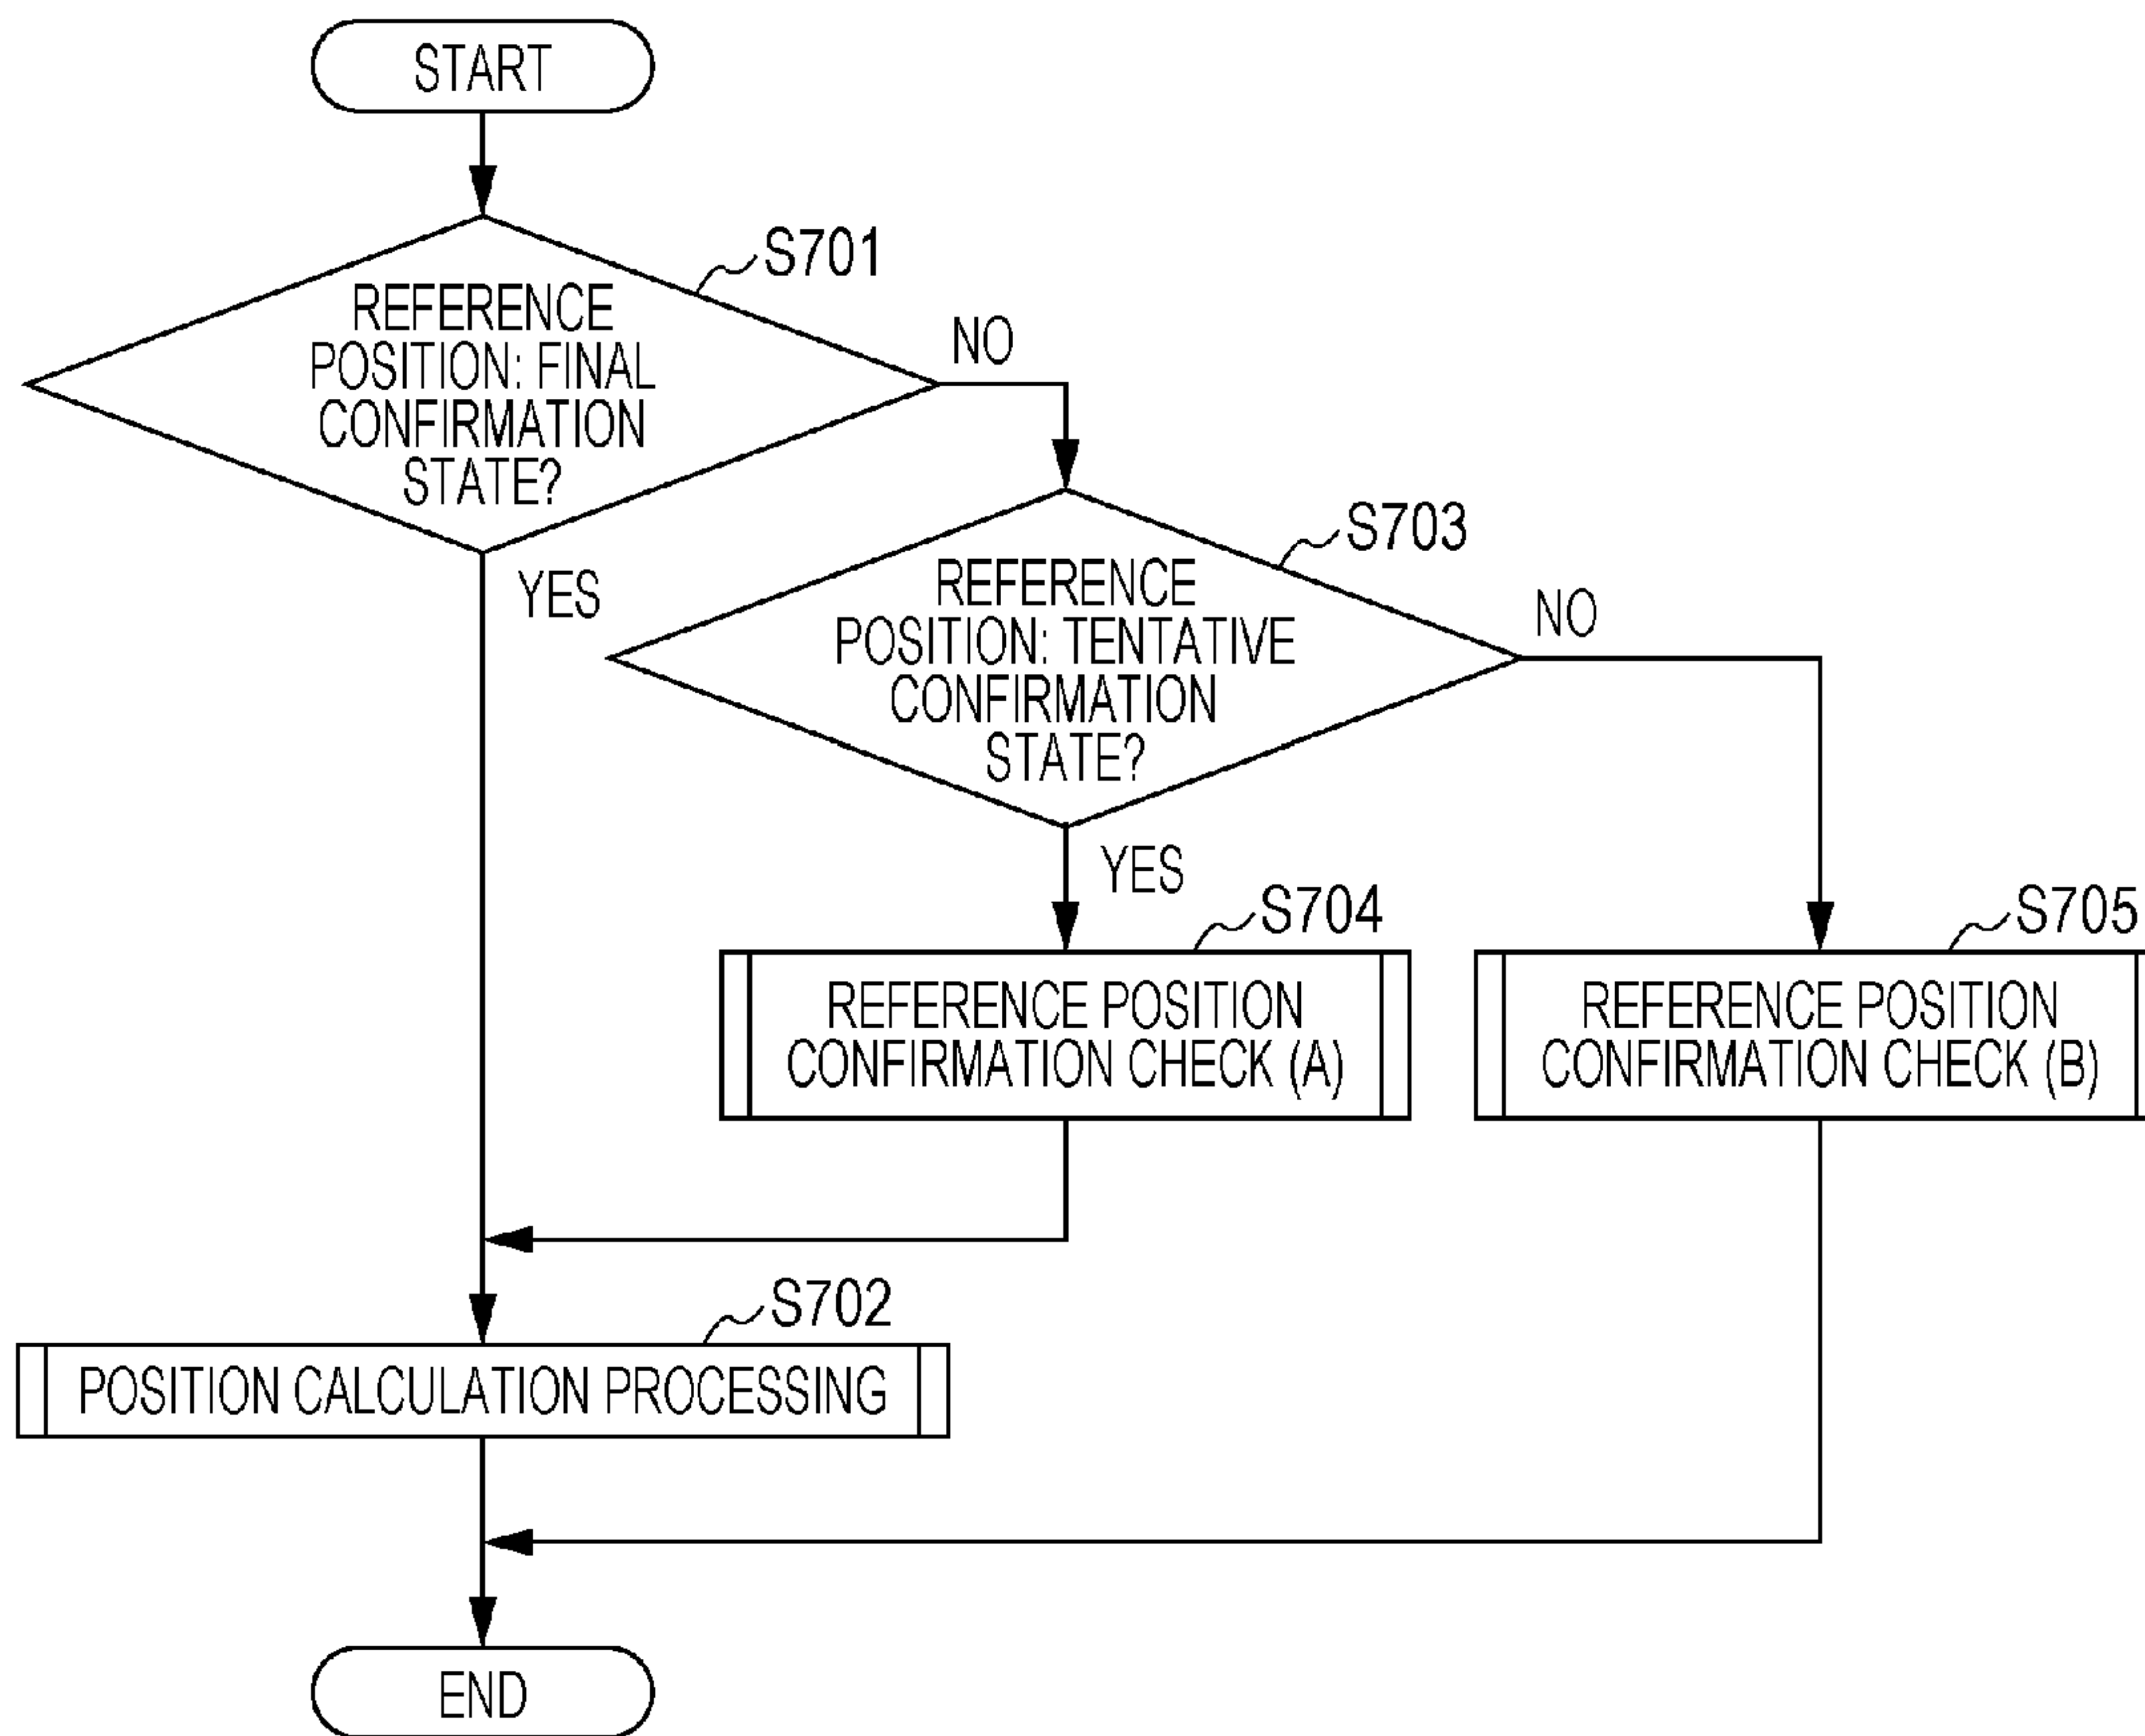 START
S701
REFERENCE
POSITION: FINAL
CONFIRMATION
STATE?
NO
YES
S703
REFERENCE
POSITION: TENTATIVE
CONFIRMATION
STATE?
NO
YES
S704
REFERENCE POSITION
CONFIRMATION CHECK (A)
S705
REFERENCE POSITION
CONFIRMATION CHECK (B)
S702
POSITION CALCULATION PROCESSING
END